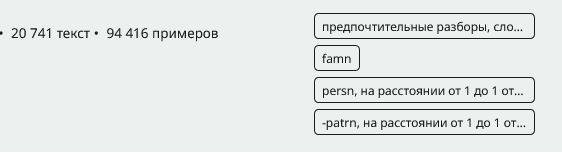 • 20 741 текст • 94 416 примеров
предпочтительные разборы, сло...
famn
persn, на расстоянии от 1 до 1 от...
-patrn, на расстоянии от 1 до 1 от...